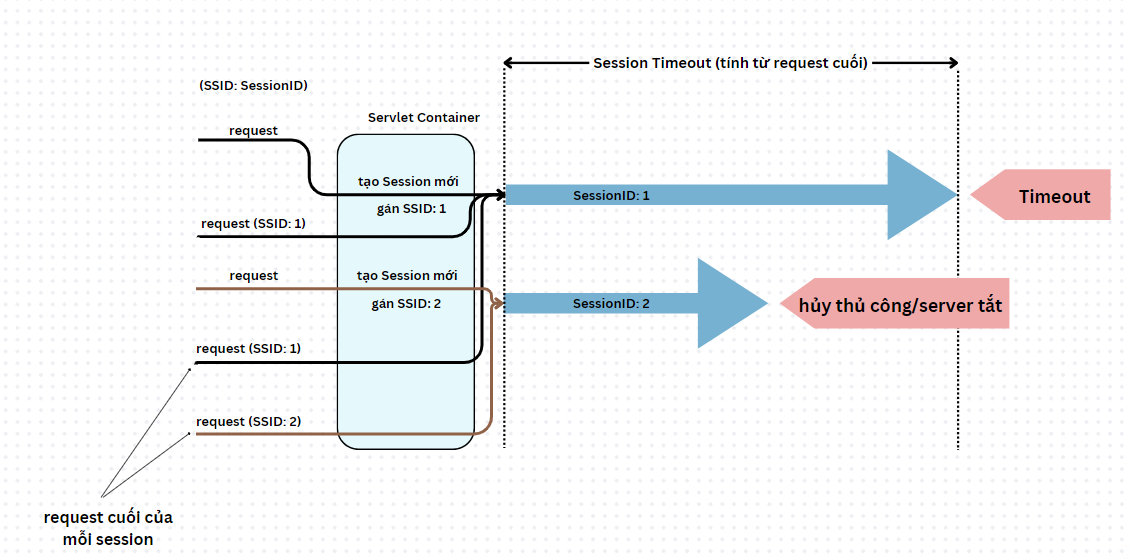 Session Timeout (tính từ request cuối)
(SSID: SessionID)
Servlet Container
request
tạo Session mới
gán SSID: 1
SessionID: 1
Timeout
request (SSID: 1)
request
tạo Session mới
gán SSID: 2
SessionID: 2
hủy thủ công/server tắt
request (SSID: 1)
request (SSID: 2)
request cuối của
mỗi session